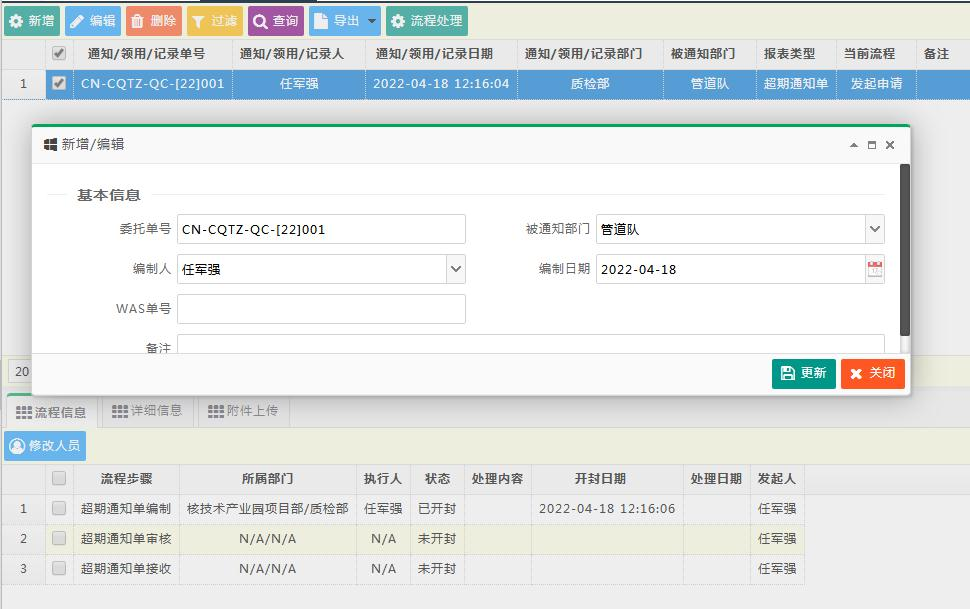 新增 编辑 删除 过滤 查询 导出 流程处理
通知/领用/记录单号 通知/领用/记录人 通知/领用/记录日期 通知/领用/记录部门 被通知部门 报表类型 当前流程 备注
1 CN-CQTZ-QC-[22]001 任军强 2022-04-18 12:16:04 质检部 管道队 超期通知单 发起申请
新增/编辑
基本信息
委托单号 CN-CQTZ-QC-[22]001 被通知部门 管道队
编制人 任军强 编制日期 2022-04-18
WAS单号
备注
20
更新 关闭
流程信息 详细信息 附件上传
修改人员
流程步骤 所属部门 执行人 状态 处理内容 开封日期 处理日期 发起人
1 超期通知单编制 核技术产业园项目部/质检部 任军强 已开封 2022-04-18 12:16:06 任军强
2 超期通知单审核 N/A/N/A N/A 未开封 任军强
3 超期通知单接收 N/A/N/A N/A 未开封 任军强